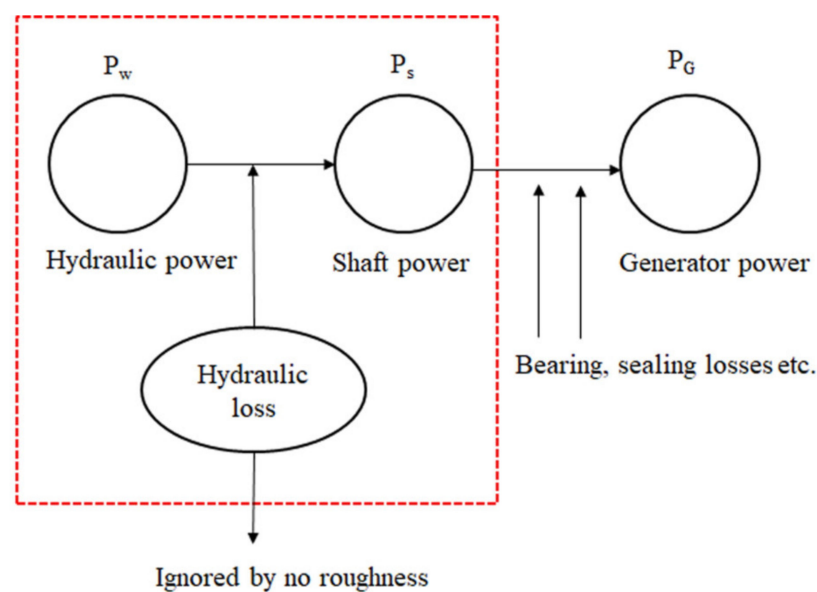 P_w
P_s
P_G
Hydraulic power
Shaft power
Generator power
Hydraulic
loss
Bearing, sealing losses etc.
Ignored by no roughness